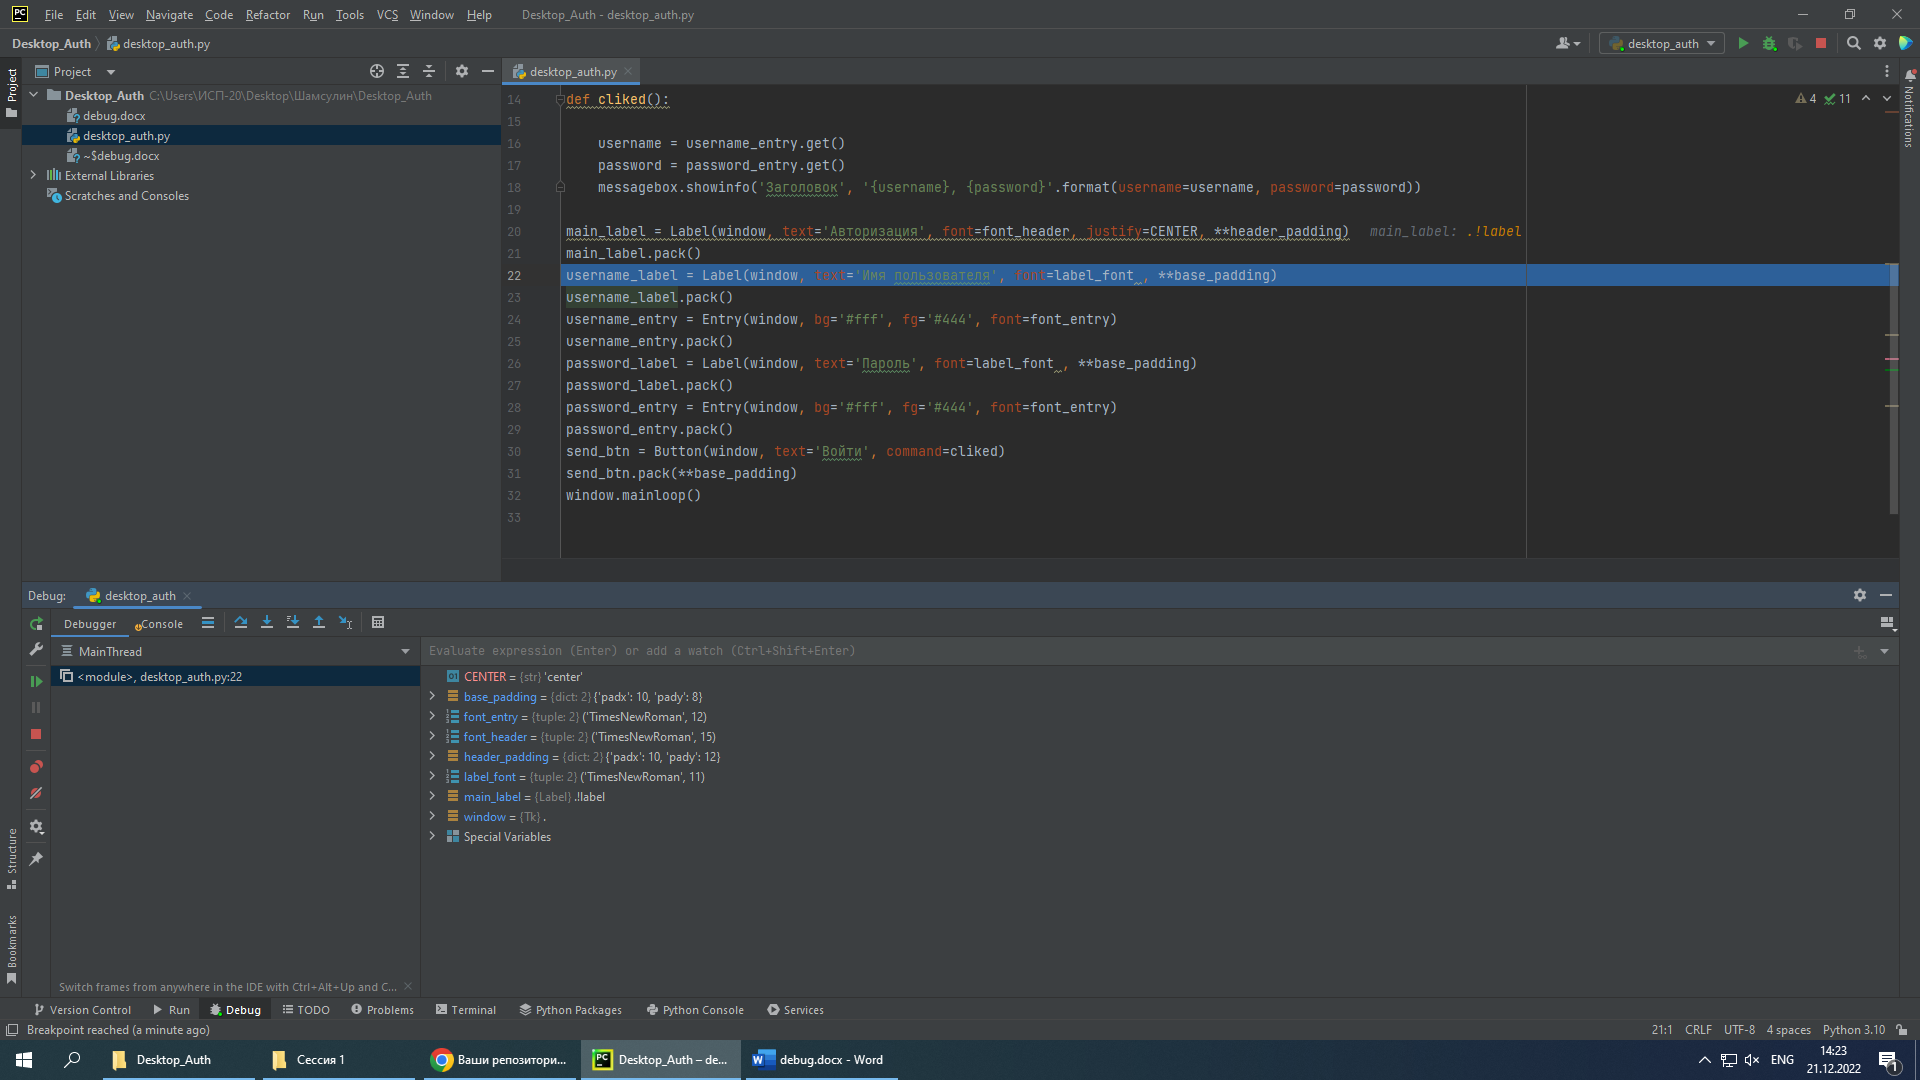 PC File Edit View Navigate Code Refactor Run Tools VCS Window Help Desktop_Auth - desktop_auth.py
Desktop_Auth desktop_auth.py desktop_auth
Project
Project
desktop_auth.py
Desktop_Auth C:\Users\ИСП-20\Desktop\Шамсулин\Desktop_Auth
debug.docx
desktop_auth.py
~$debug.docx
External Libraries
Scratches and Consoles
4 11
Notifications
14 def cliked():
15
16 username = username_entry.get()
17 password = password_entry.get()
18 messagebox.showinfo('Заголовок', '{username}, {password}'.format(username=username, password=password))
19
20 main_label = Label(window, text='Авторизация', font=font_header, justify=CENTER, **header_padding) main_label: .!label
21 main_label.pack()
22 username_label = Label(window, text='Имя пользователя', font=label_font , **base_padding)
23 username_label.pack()
24 username_entry = Entry(window, bg='#fff', fg='#444', font=font_entry)
25 username_entry.pack()
26 password_label = Label(window, text='Пароль', font=label_font , **base_padding)
27 password_label.pack()
28 password_entry = Entry(window, bg='#fff', fg='#444', font=font_entry)
29 password_entry.pack()
30 send_btn = Button(window, text='Войти', command=cliked)
31 send_btn.pack(**base_padding)
32 window.mainloop()
33
Debug: desktop_auth
Debugger Console
MainThread
Evaluate expression (Enter) or add a watch (Ctrl+Shift+Enter)
<module>, desktop_auth.py:22
CENTER = {str} 'center'
base_padding = {dict: 2} {'padx': 10, 'pady': 8}
font_entry = {tuple: 2} ('TimesNewRoman', 12)
font_header = {tuple: 2} ('TimesNewRoman', 15)
header_padding = {dict: 2} {'padx': 10, 'pady': 12}
label_font = {tuple: 2} ('TimesNewRoman', 11)
main_label = {Label} .!label
window = {Tk} .
Special Variables
Structure
Bookmarks
Switch frames from anywhere in the IDE with Ctrl+Alt+Up and C...
Version Control Run Debug TODO Problems Terminal Python Packages Python Console Services
Breakpoint reached (a minute ago)
21:1 CRLF UTF-8 4 spaces Python 3.10
Desktop_Auth Сессия 1 Ваши репозитори... PC Desktop_Auth – de... debug.docx - Word
ENG 14:23
21.12.2022
1